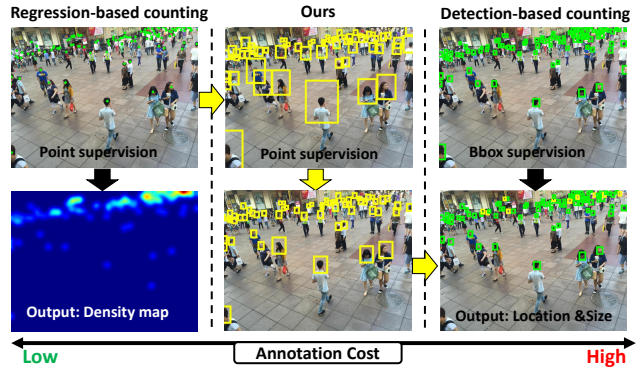 Regression-based counting
Ours
Detection-based counting
Point supervision
Point supervision
Bbox supervision
Output: Density map
Output: Location &Size
Low
Annotation Cost
High